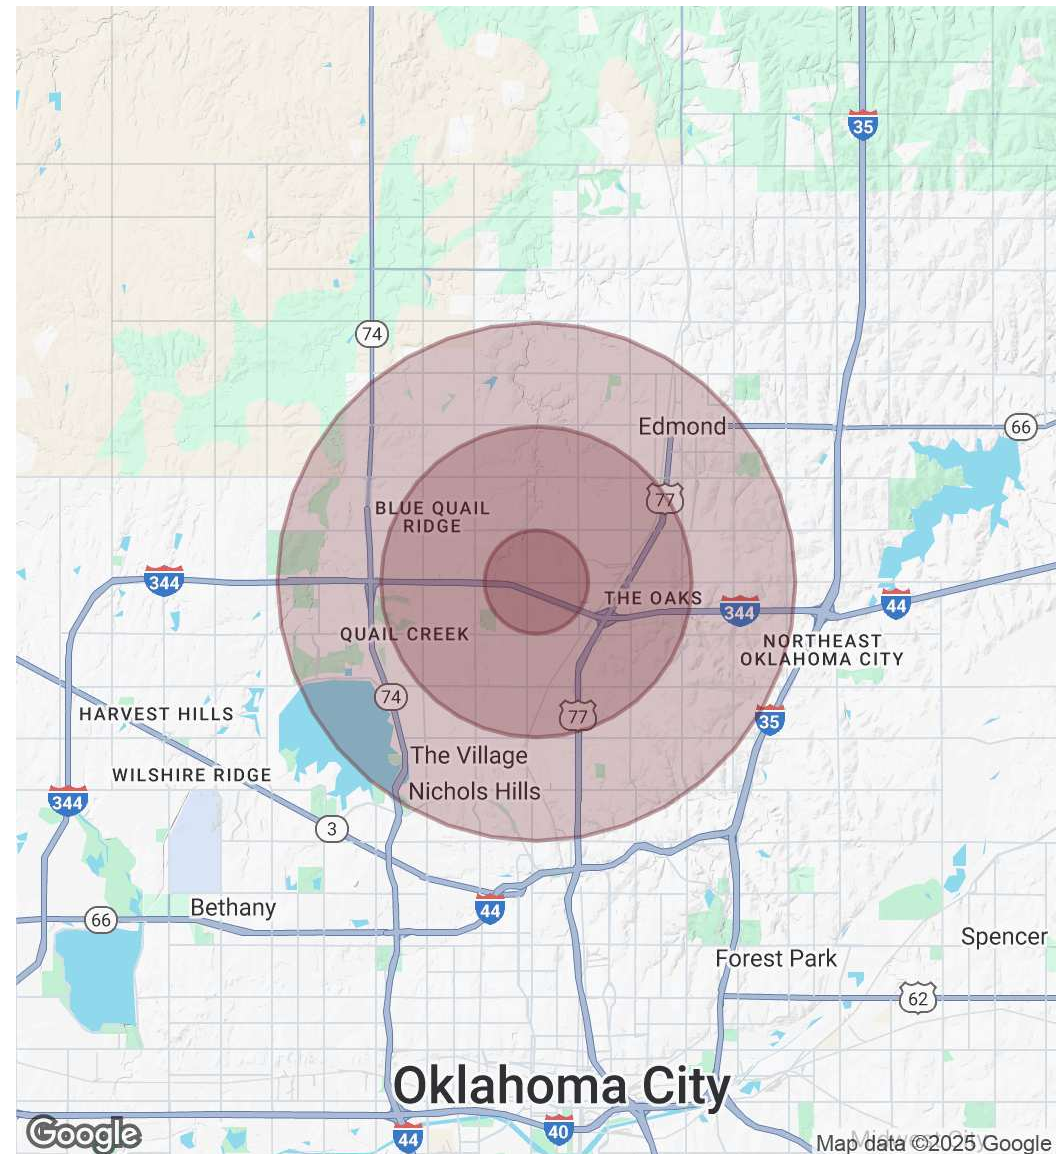 35
74
Edmond
66
77
BLUE QUAIL
RIDGE
344
THE OAKS
344
44
QUAIL CREEK
NORTHEAST
OKLAHOMA CITY
74
HARVEST HILLS
77
35
The Village
WILSHIRE RIDGE
Nichols Hills
344
3
Bethany
44
66
Spencer
Forest Park
62
Oklahoma City
Google
44
40
Midwest City
Map data ©2025 Google